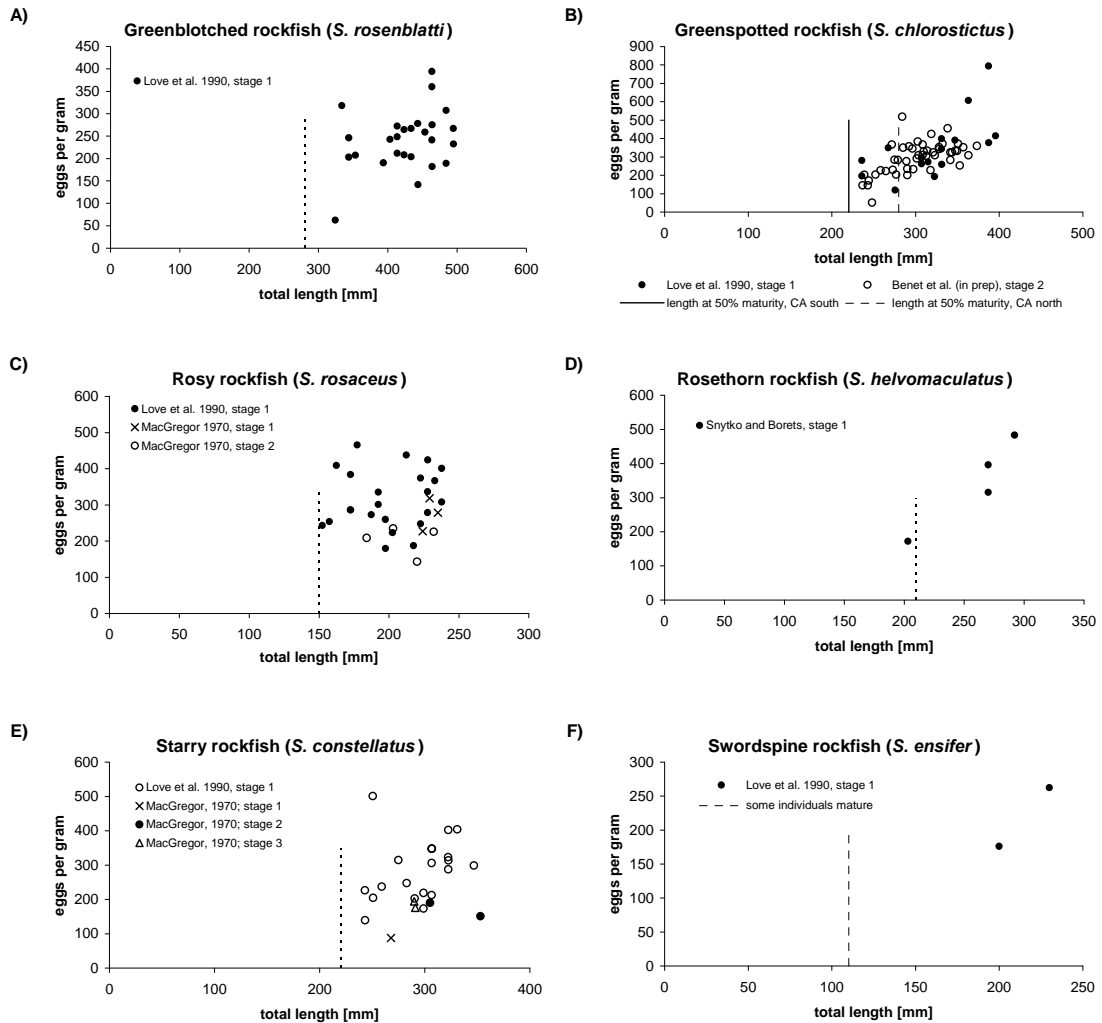 A)
Greenblotched rockfish (S. rosenblatti)
450
400
350
300
250
200
150
100
50
0
eggs per gram
Love et al. 1990, stage 1
0 100 200 300 400 500 600
total length [mm]
B)
Greenspotted rockfish (S. chlorostictus)
900
800
700
600
500
400
300
200
100
0
eggs per gram
0 100 200 300 400 500
total length [mm]
Love et al. 1990, stage 1 Benet et al. (in prep), stage 2
length at 50% maturity, CA south length at 50% maturity, CA north
C)
Rosy rockfish (S. rosaceus)
600
500
400
300
200
100
0
eggs per gram
Love et al. 1990, stage 1
MacGregor 1970, stage 1
MacGregor 1970, stage 2
0 50 100 150 200 250 300
total length [mm]
D)
Rosethorn rockfish (S. helvomaculatus)
600
500
400
300
200
100
0
eggs per gram
Snytko and Borets, stage 1
0 50 100 150 200 250 300 350
total length [mm]
E)
Starry rockfish (S. constellatus)
600
500
400
300
200
100
0
eggs per gram
Love et al. 1990, stage 1
MacGregor, 1970; stage 1
MacGregor, 1970; stage 2
MacGregor, 1970; stage 3
0 100 200 300 400
total length [mm]
F)
Swordspine rockfish (S. ensifer)
300
250
200
150
100
50
0
eggs per gram
Love et al. 1990, stage 1
some individuals mature
0 50 100 150 200 250
total length [mm]